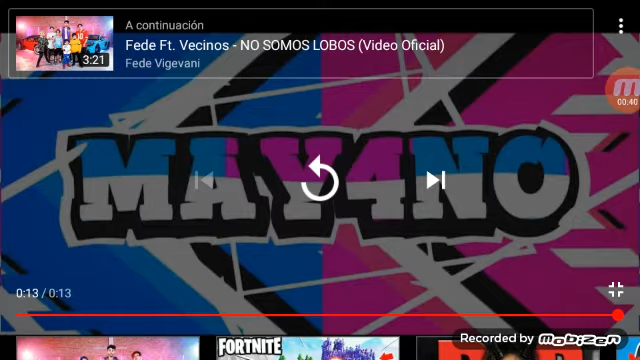 A continuación
Fede Ft. Vecinos - NO SOMOS LOBOS (Video Oficial)
Fede Vigevani
3:21
00:40
MAY4NO
0:13 / 0:13
Recorded by Mobizen
FORTNITE